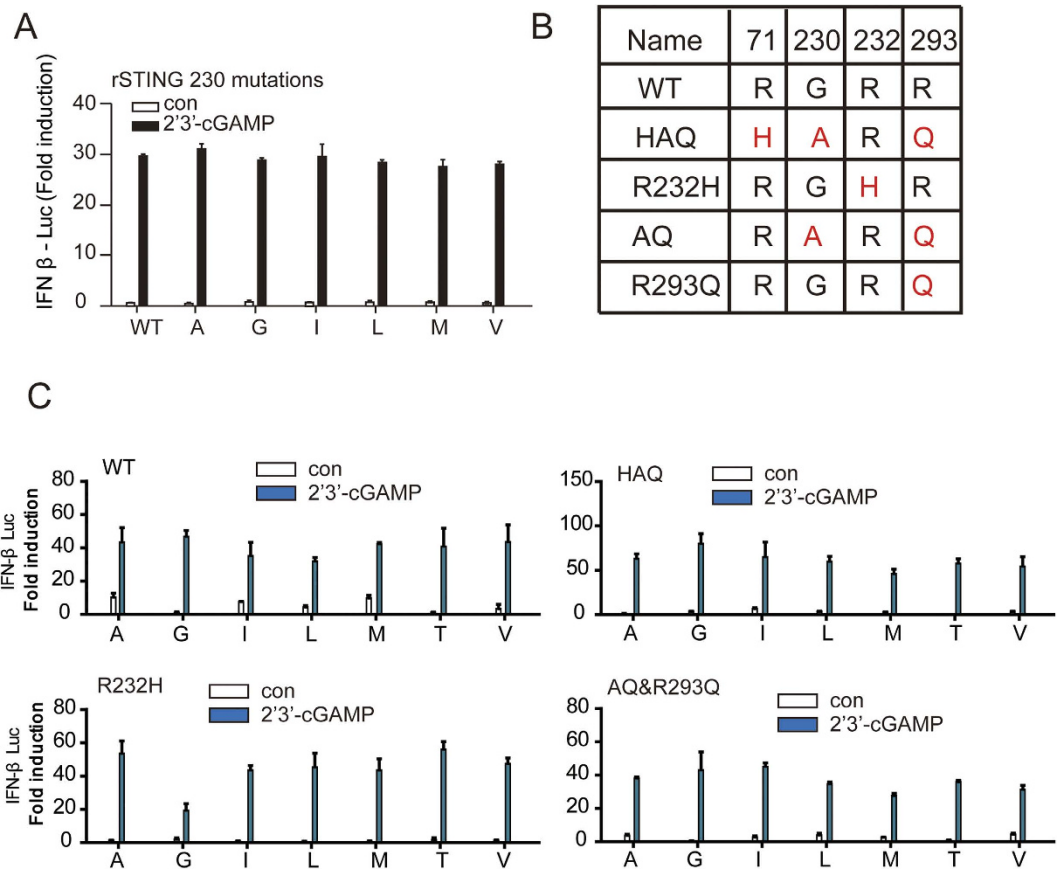 A
rSTING 230 mutations
con
2'3'-cGAMP
IFN β - Luc (Fold induction)
40
30
20
10
0
WT A G I L M V
B
Name 71 230 232 293
WT R G R R
HAQ H A R Q
R232H R G H R
AQ R A R Q
R293Q R G R Q
C
WT
con
2'3'-cGAMP
IFN-β Luc
Fold induction
80
60
40
20
0
A G I L M T V
HAQ
con
2'3'-cGAMP
150
100
50
0
A G I L M T V
R232H
con
2'3'-cGAMP
IFN-β Luc
Fold induction
80
60
40
20
0
A G I L M T V
AQ&R293Q
con
2'3'-cGAMP
80
60
40
20
0
A G I L M T V